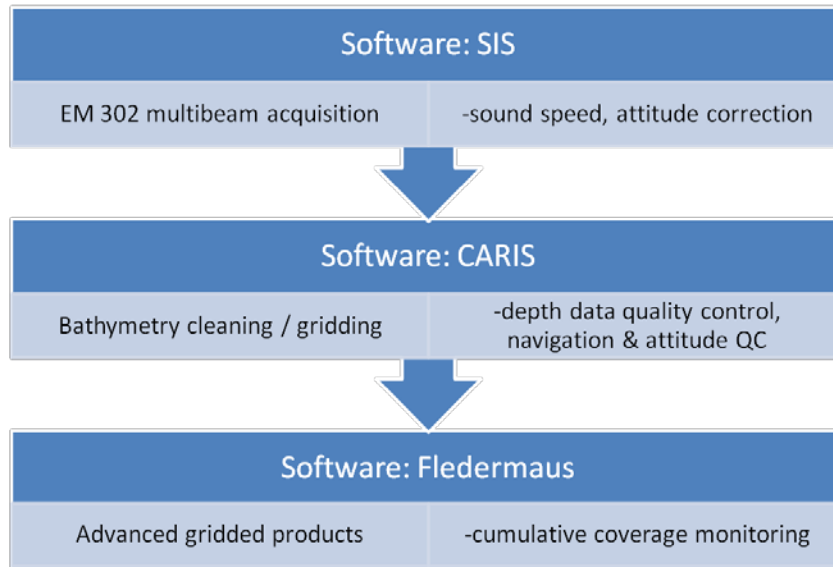 Software: SIS
EM 302 multibeam acquisition
-sound speed, attitude correction
Software: CARIS
Bathymetry cleaning / gridding
-depth data quality control,
navigation & attitude QC
Software: Fledermaus
Advanced gridded products
-cumulative coverage monitoring